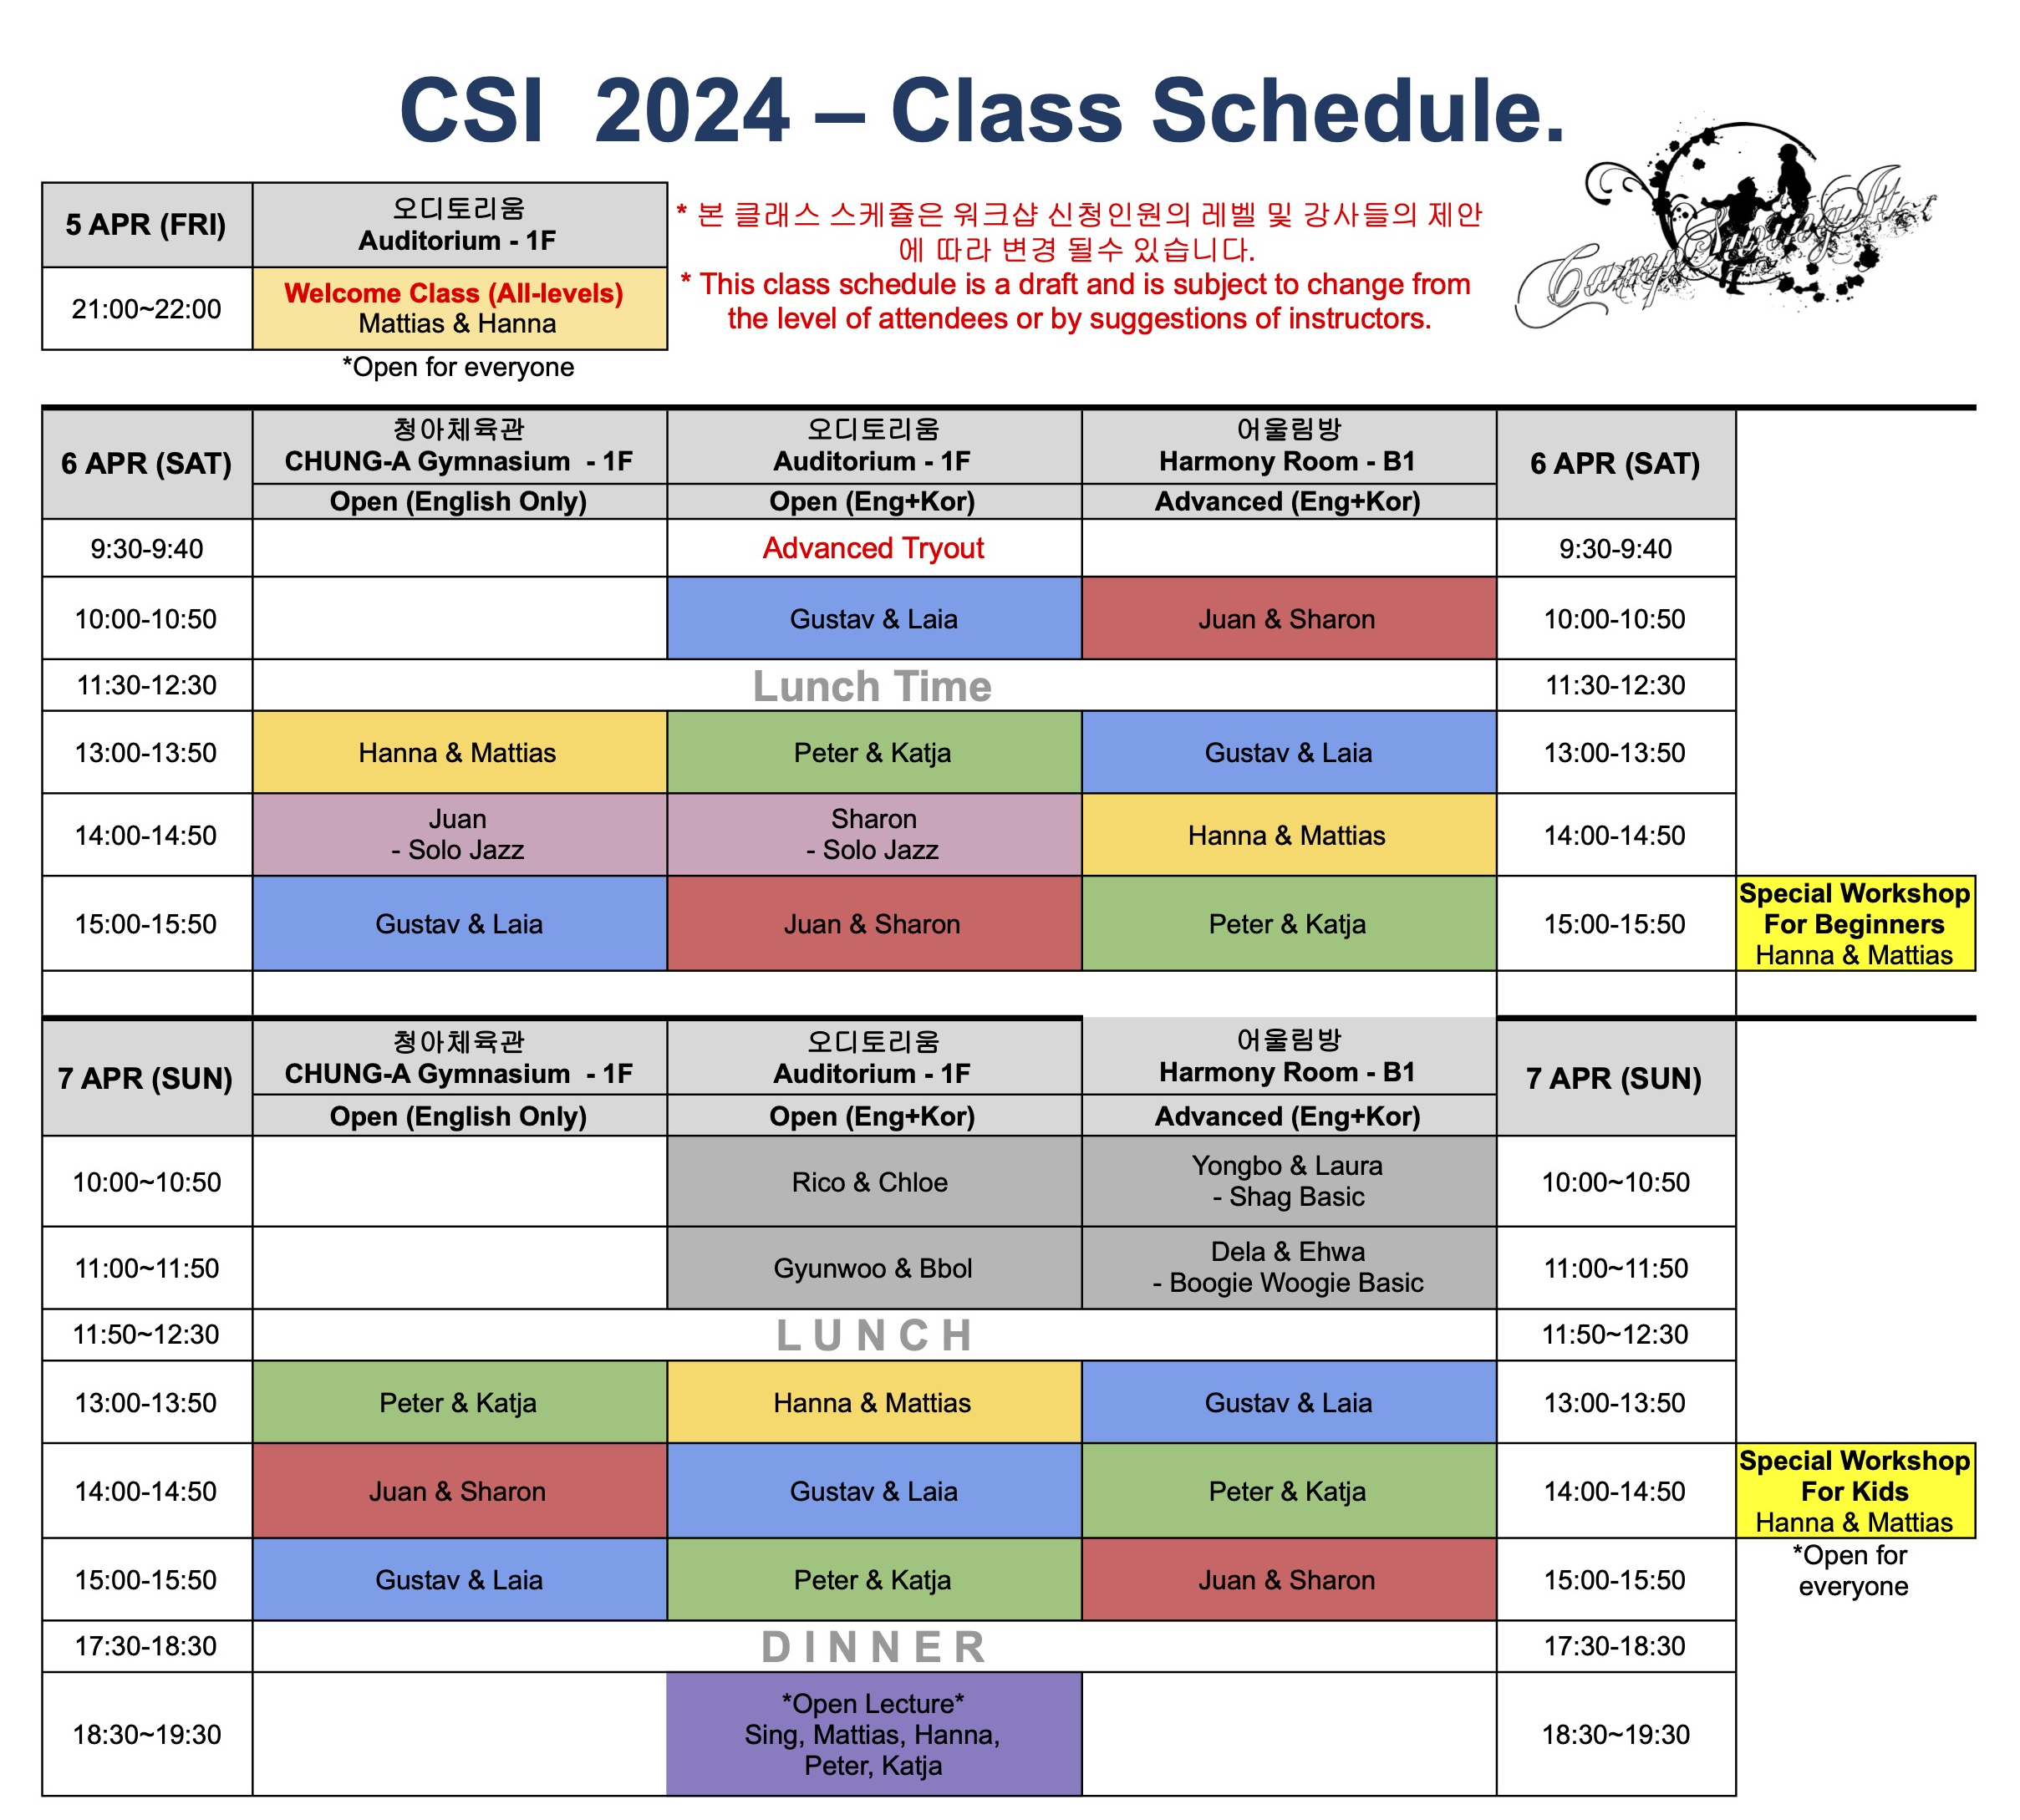 CSI 2024 – Class Schedule.
5 APR (FRI)
오디토리움
Auditorium - 1F
21:00~22:00
Welcome Class (All-levels)
Mattias & Hanna
*Open for everyone
* 본 클래스 스케쥴은 워크샵 신청인원의 레벨 및 강사들의 제안
에 따라 변경 될수 있습니다.
* This class schedule is a draft and is subject to change from
the level of attendees or by suggestions of instructors.
6 APR (SAT)
청아체육관
CHUNG-A Gymnasium - 1F
Open (English Only)
오디토리움
Auditorium - 1F
Open (Eng+Kor)
어울림방
Harmony Room - B1
Advanced (Eng+Kor)
6 APR (SAT)
9:30-9:40
Advanced Tryout
9:30-9:40
10:00-10:50
Gustav & Laia
Juan & Sharon
10:00-10:50
11:30-12:30
Lunch Time
11:30-12:30
13:00-13:50
Hanna & Mattias
Peter & Katja
Gustav & Laia
13:00-13:50
14:00-14:50
Juan
- Solo Jazz
Sharon
- Solo Jazz
Hanna & Mattias
14:00-14:50
15:00-15:50
Gustav & Laia
Juan & Sharon
Peter & Katja
15:00-15:50
Special Workshop
For Beginners
Hanna & Mattias
7 APR (SUN)
청아체육관
CHUNG-A Gymnasium - 1F
Open (English Only)
오디토리움
Auditorium - 1F
Open (Eng+Kor)
어울림방
Harmony Room - B1
Advanced (Eng+Kor)
7 APR (SUN)
10:00~10:50
Rico & Chloe
Yongbo & Laura
- Shag Basic
10:00~10:50
11:00~11:50
Gyunwoo & Bbol
Dela & Ehwa
- Boogie Woogie Basic
11:00~11:50
11:50~12:30
L U N C H
11:50~12:30
13:00-13:50
Peter & Katja
Hanna & Mattias
Gustav & Laia
13:00-13:50
14:00-14:50
Juan & Sharon
Gustav & Laia
Peter & Katja
14:00-14:50
Special Workshop
For Kids
Hanna & Mattias
*Open for
everyone
15:00-15:50
Gustav & Laia
Peter & Katja
Juan & Sharon
15:00-15:50
17:30-18:30
D I N N E R
17:30-18:30
18:30~19:30
*Open Lecture*
Sing, Mattias, Hanna,
Peter, Katja
18:30~19:30